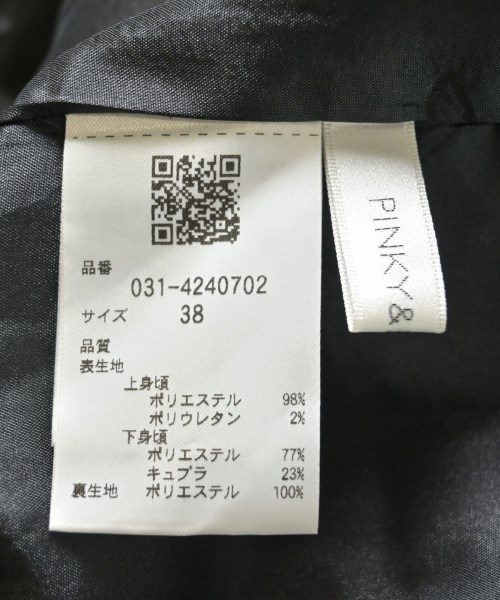 品番
031-4240702
サイズ 38
品質
表生地
上身頃
ポリエステル 98%
ポリウレタン 2%
下身頃
ポリエステル 77%
キュプラ 23%
裏生地 ポリエステル 100%
PINKY &